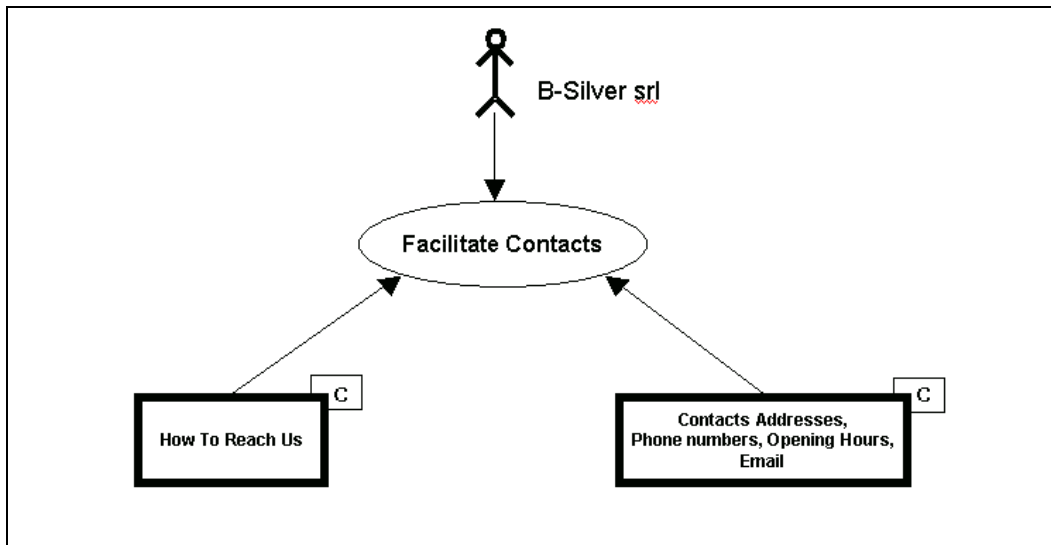 B-Silver srl
Facilitate Contacts
C
How To Reach Us
C
Contacts Addresses,
Phone numbers, Opening Hours,
Email